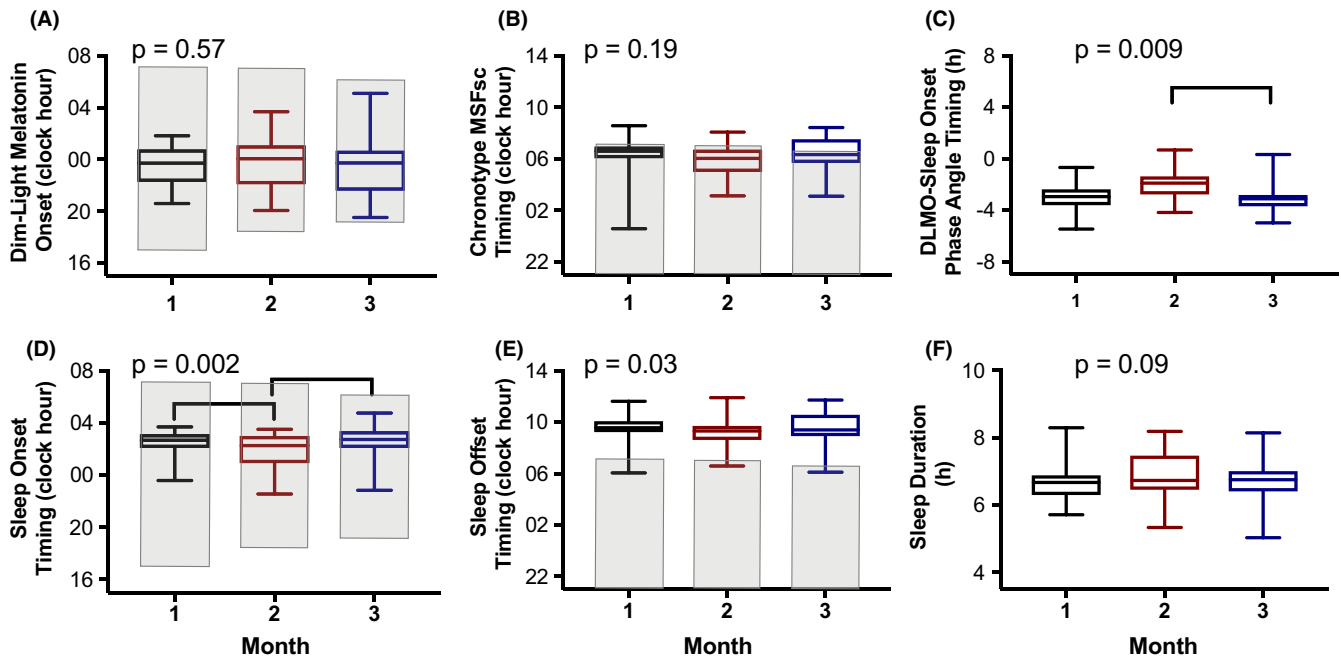 (A)
p = 0.57
Dim-Light Melatonin
Onset (clock hour)
08
04
00
20
16
1 2 3
(B)
p = 0.19
Chronotype MSFsc
Timing (clock hour)
14
10
06
02
22
1 2 3
(C)
p = 0.009
DLMO-Sleep Onset
Phase Angle Timing (h)
8
4
0
-4
-8
1 2 3
(D)
p = 0.002
Sleep Onset
Timing (clock hour)
08
04
00
20
16
1 2 3
Month
(E)
p = 0.03
Sleep Offset
Timing (clock hour)
14
10
06
02
22
1 2 3
Month
(F)
p = 0.09
Sleep Duration
(h)
10
8
6
4
1 2 3
Month